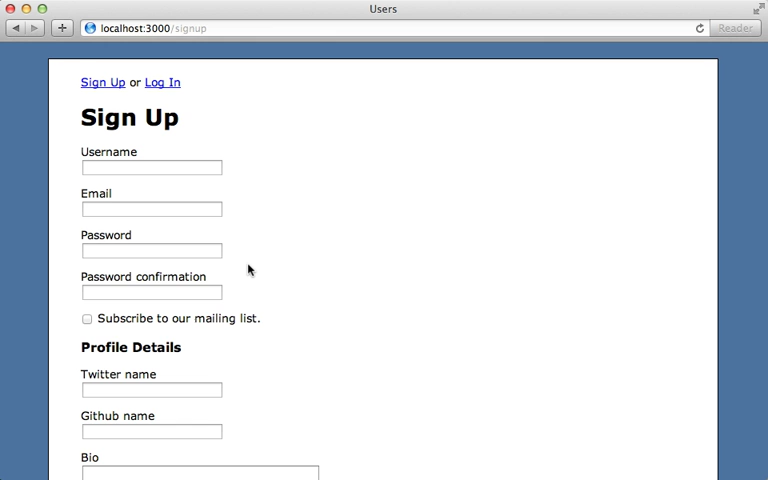 Users
localhost:3000/signup
Reader
Sign Up or Log In
Sign Up
Username
Email
Password
Password confirmation
Subscribe to our mailing list.
Profile Details
Twitter name
Github name
Bio